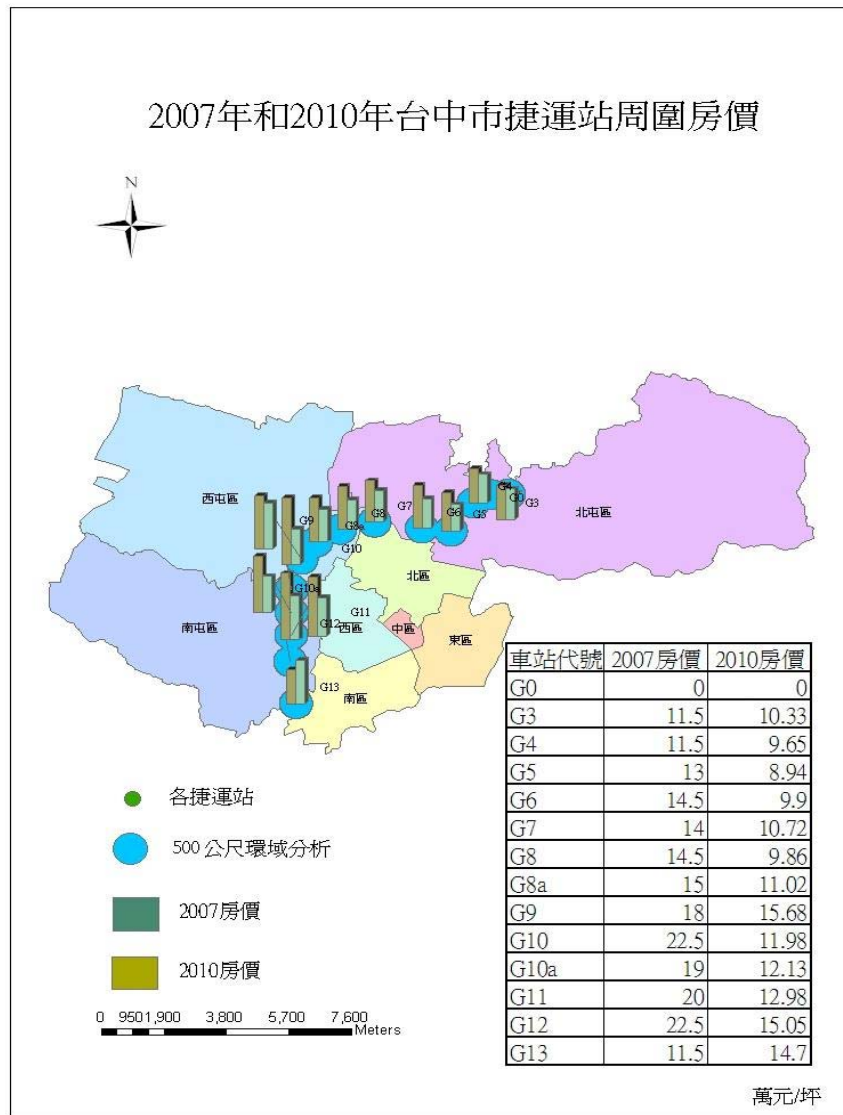 2007年和2010年台中市捷運站周圍房價
N
西屯區
北屯區
南屯區
北區
西區
中區
東區
南區
G4
G0
G3
G7
G6
G5
G9
G8a
G8
G10
G10a
G11
G12
G13
各捷運站
500公尺環域分析
2007房價
2010房價
0 9501,900 3,800 5,700 7,600
Meters
車站代號 2007房價 2010房價
G0 0 0
G3 11.5 10.33
G4 11.5 9.65
G5 13 8.94
G6 14.5 9.9
G7 14 10.72
G8 14.5 9.86
G8a 15 11.02
G9 18 15.68
G10 22.5 11.98
G10a 19 12.13
G11 20 12.98
G12 22.5 15.05
G13 11.5 14.7
萬元/坪